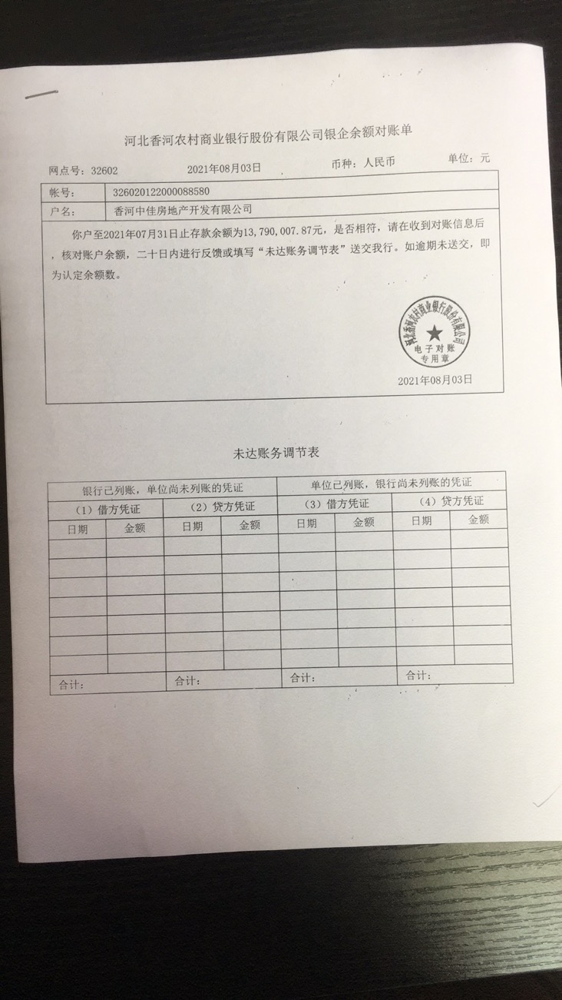 河北香河农村商业银行股份有限公司银企余额对账单
网点号：32602 2021年08月03日 币种：人民币 单位：元
帐号： 326020122000088580
户名： 香河中佳房地产开发有限公司
你户至2021年07月31日止存款余额为13,790,007.87元，是否相符，请在收到对账信息后
，核对账户余额，二十日内进行反馈或填写“未达账务调节表”送交我行。如逾期未送交，即
为认定余额数。
河北香河农村商业银行股份有限公司
电子对账
专用章
2021年08月03日
未达账务调节表
银行已列账，单位尚未列账的凭证 单位已列账，银行尚未列账的凭证
（1）借方凭证 （2）贷方凭证 （3）借方凭证 （4）贷方凭证
日期 金额 日期 金额 日期 金额 日期 金额
合计： 合计： 合计： 合计：